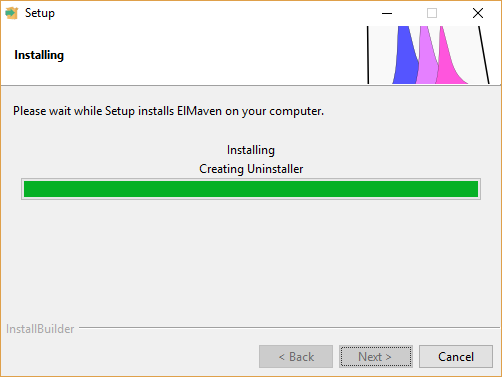 Setup
Installing
Please wait while Setup installs ElMaven on your computer.
Installing
Creating Uninstaller
InstallBuilder
< Back
Next >
Cancel